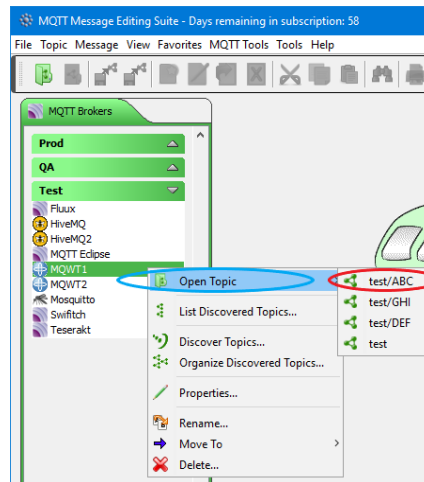 MQTT Message Editing Suite - Days remaining in subscription: 58
File Topic Message View Favorites MQTT Tools Tools Help
MQTT Brokers
Prod
QA
Test
Fluux
HiveMQ
HiveMQ2
MQTT Eclipse
MQWT1
MQWT2
Mosquitto
Swifitch
Teserakt
Open Topic
List Discovered Topics...
Discover Topics...
Organize Discovered Topics...
Properties...
Rename...
Move To
Delete...
test/ABC
test/GHI
test/DEF
test